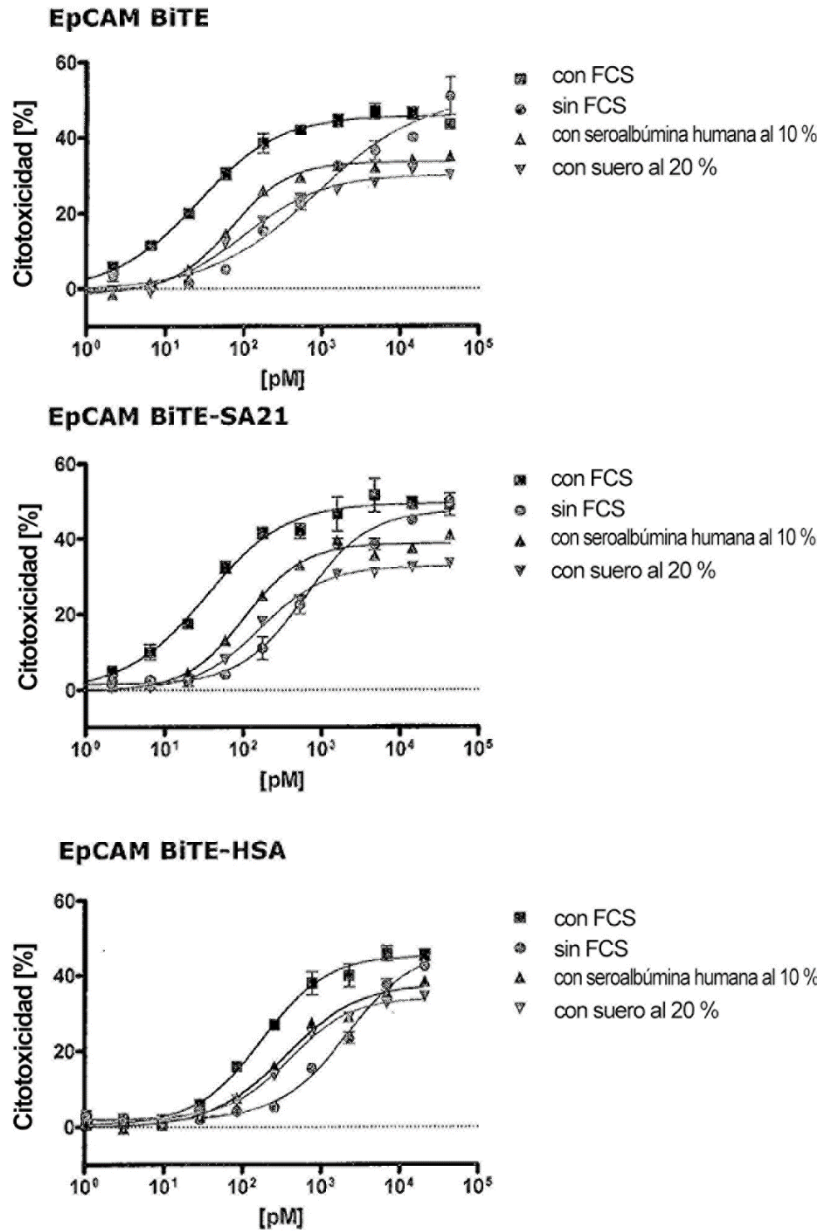 EpCAM BiTE
Citotoxicidad [%]
60
40
20
0
10⁰ 10¹ 10² 10³ 10⁴ 10⁵
[pM]
con FCS
sin FCS
con seroalbúmina humana al 10 %
con suero al 20 %
EpCAM BiTE-SA21
Citotoxicidad [%]
60
40
20
0
10⁰ 10¹ 10² 10³ 10⁴ 10⁵
[pM]
con FCS
sin FCS
con seroalbúmina humana al 10 %
con suero al 20 %
EpCAM BiTE-HSA
Citotoxicidad [%]
60
40
20
0
10⁰ 10¹ 10² 10³ 10⁴ 10⁵
[pM]
con FCS
sin FCS
con seroalbúmina humana al 10 %
con suero al 20 %